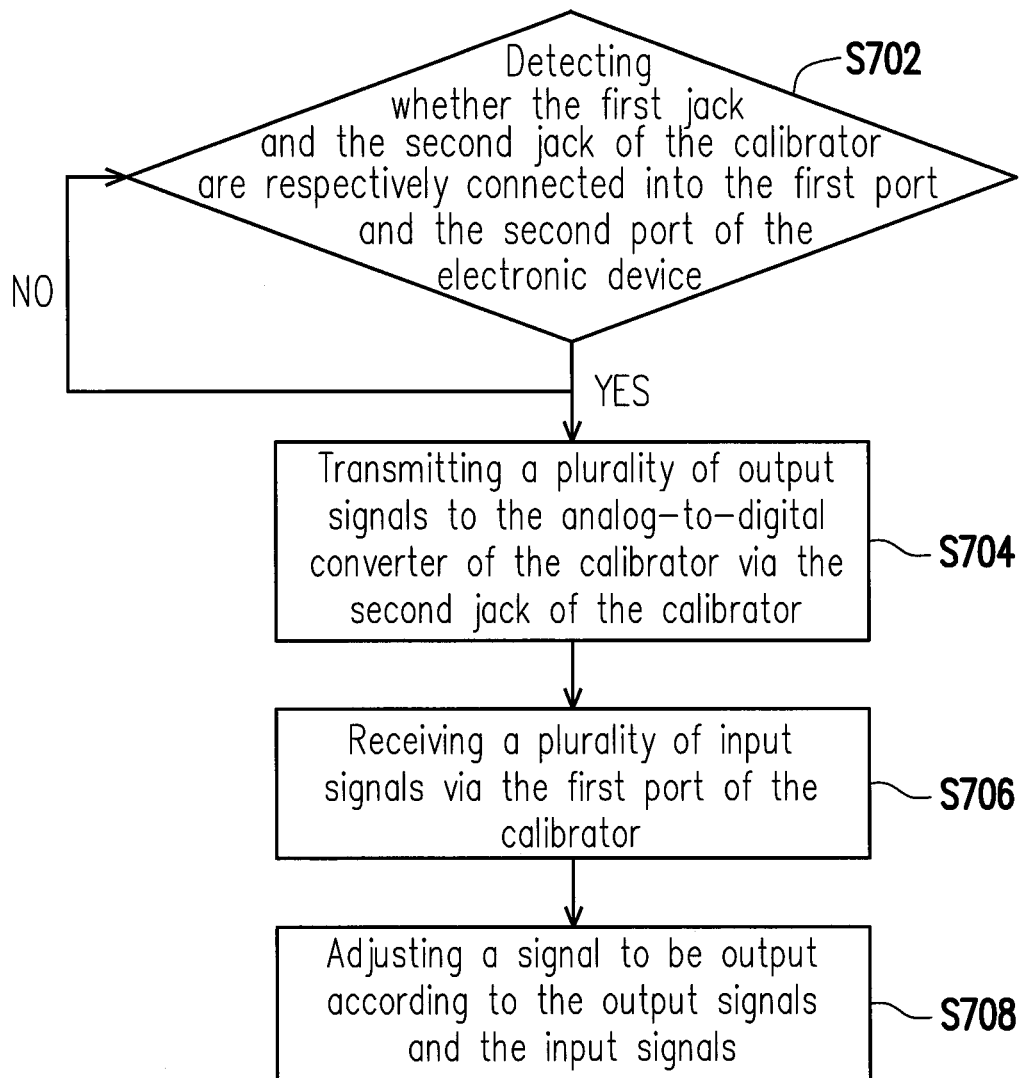 Detecting
whether the first jack
and the second jack of the calibrator
are respectively connected into the first port
and the second port of the
electronic device
S702
NO
YES
Transmitting a plurality of output
signals to the analog-to-digital
converter of the calibrator via the
second jack of the calibrator
S704
Receiving a plurality of input
signals via the first port of the
calibrator
S706
Adjusting a signal to be output
according to the output signals
and the input signals
S708